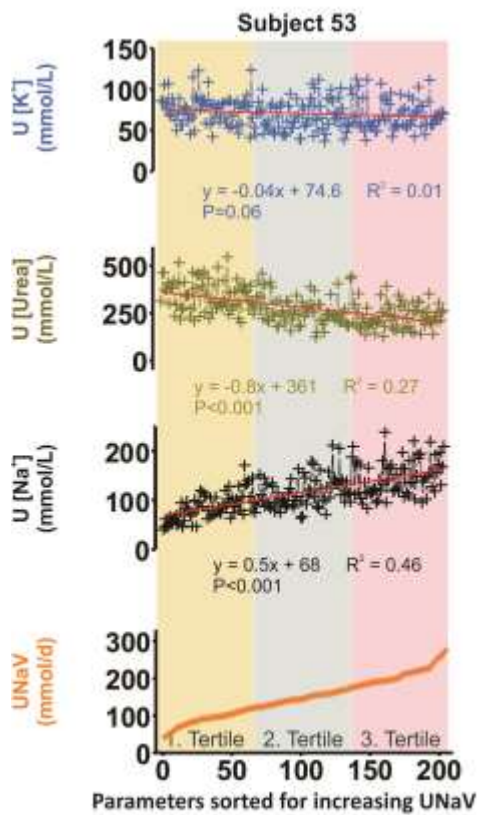 Subject 53
U [K⁺]
(mmol/L)
150
100
50
0
y = -0.04x + 74.6 R² = 0.01
P=0.06
U [Urea]
(mmol/L)
500
250
0
y = -0.8x + 361 R² = 0.27
P<0.001
U [Na⁺]
(mmol/L)
200
100
0
y = 0.5x + 68 R² = 0.46
P<0.001
UNaV
(mmol/d)
300
200
100
0
1. Tertile 2. Tertile 3. Tertile
0 50 100 150 200
Parameters sorted for increasing UNaV